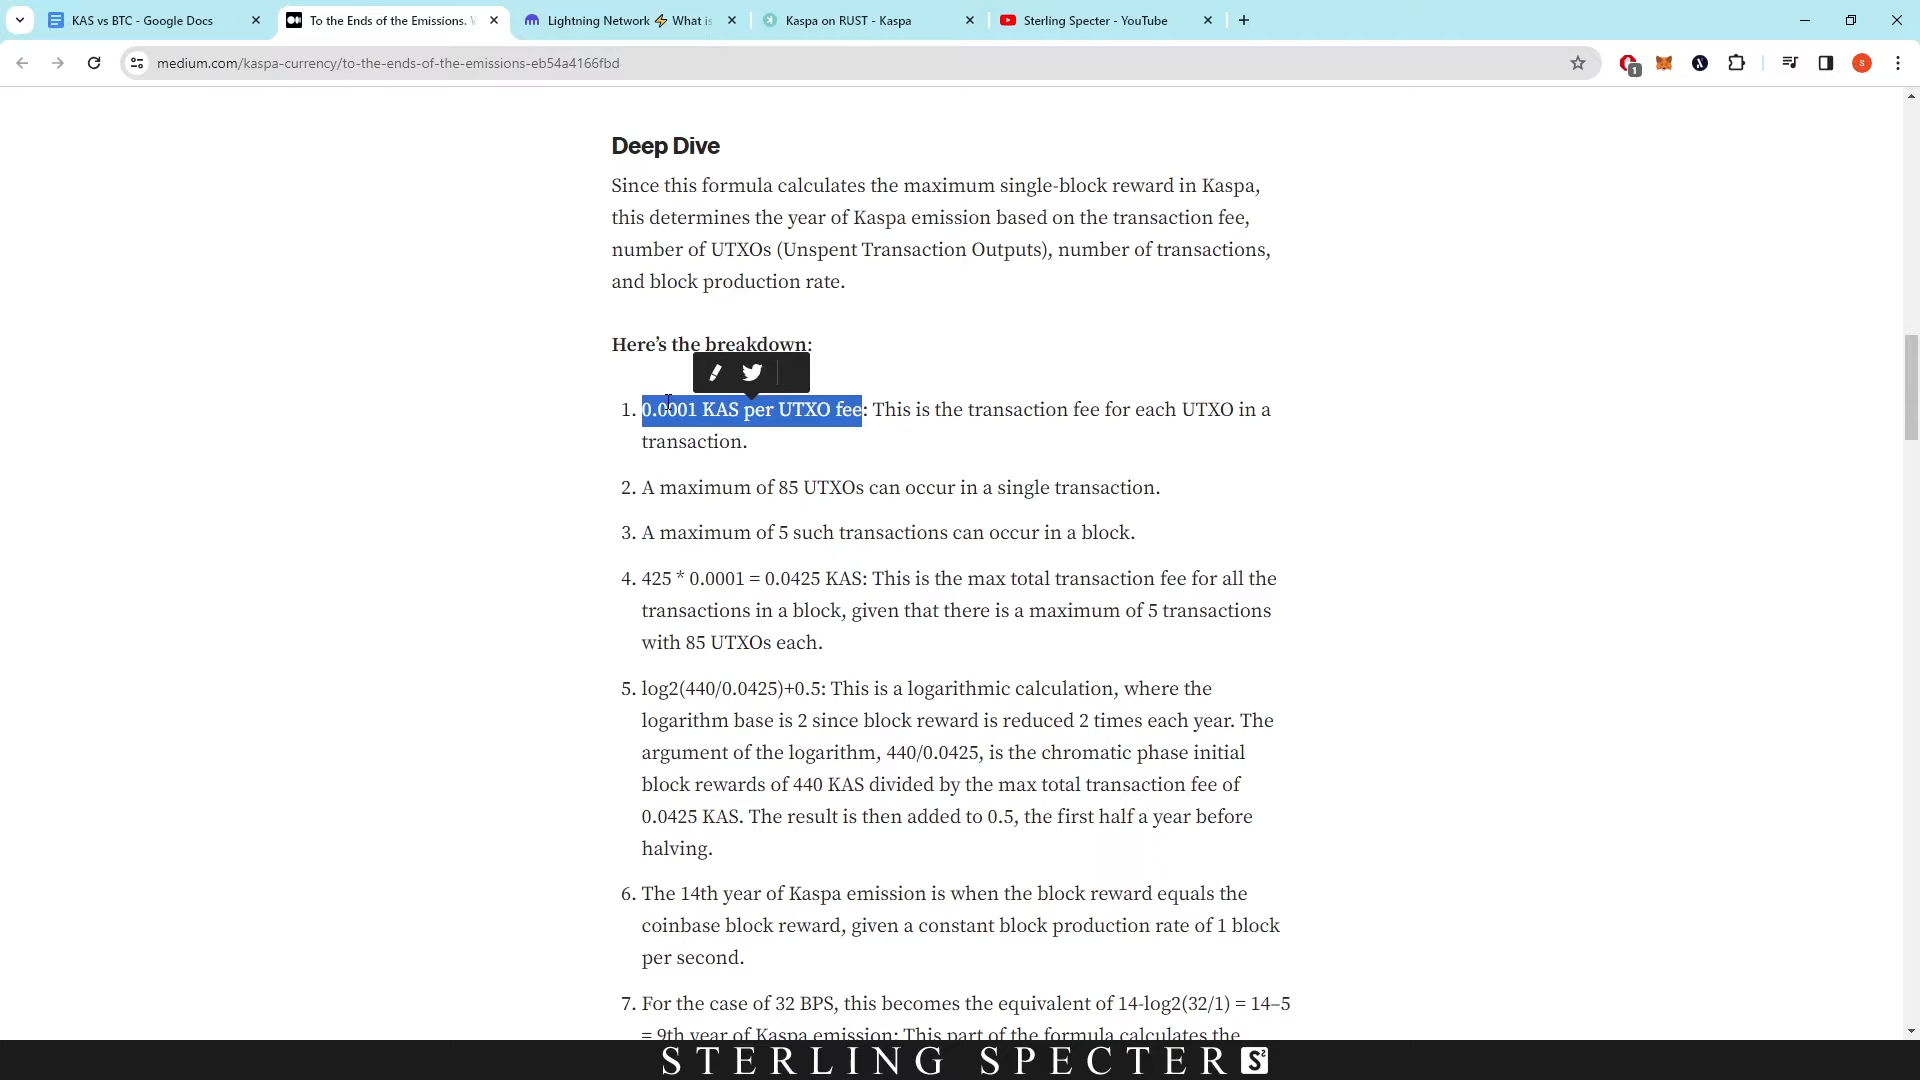 KAS vs BTC - Google Docs
To the Ends of the Emissions.
Lightning Network ⚡ What is
Kaspa on RUST - Kaspa
Sterling Specter - YouTube
medium.com/kaspa-currency/to-the-ends-of-the-emissions-eb54a4166fbd
1
S
Deep Dive
Since this formula calculates the maximum single-block reward in Kaspa,
this determines the year of Kaspa emission based on the transaction fee,
number of UTXOs (Unspent Transaction Outputs), number of transactions,
and block production rate.
Here’s the breakdown:
1. 0.0001 KAS per UTXO fee: This is the transaction fee for each UTXO in a
transaction.
2. A maximum of 85 UTXOs can occur in a single transaction.
3. A maximum of 5 such transactions can occur in a block.
4. 425 * 0.0001 = 0.0425 KAS: This is the max total transaction fee for all the
transactions in a block, given that there is a maximum of 5 transactions
with 85 UTXOs each.
5. log2(440/0.0425)+0.5: This is a logarithmic calculation, where the
logarithm base is 2 since block reward is reduced 2 times each year. The
argument of the logarithm, 440/0.0425, is the chromatic phase initial
block rewards of 440 KAS divided by the max total transaction fee of
0.0425 KAS. The result is then added to 0.5, the first half a year before
halving.
6. The 14th year of Kaspa emission is when the block reward equals the
coinbase block reward, given a constant block production rate of 1 block
per second.
7. For the case of 32 BPS, this becomes the equivalent of 14-log2(32/1) = 14–5
= 9th year of Kaspa emission: This part of the formula calculates the
STERLING SPECTER